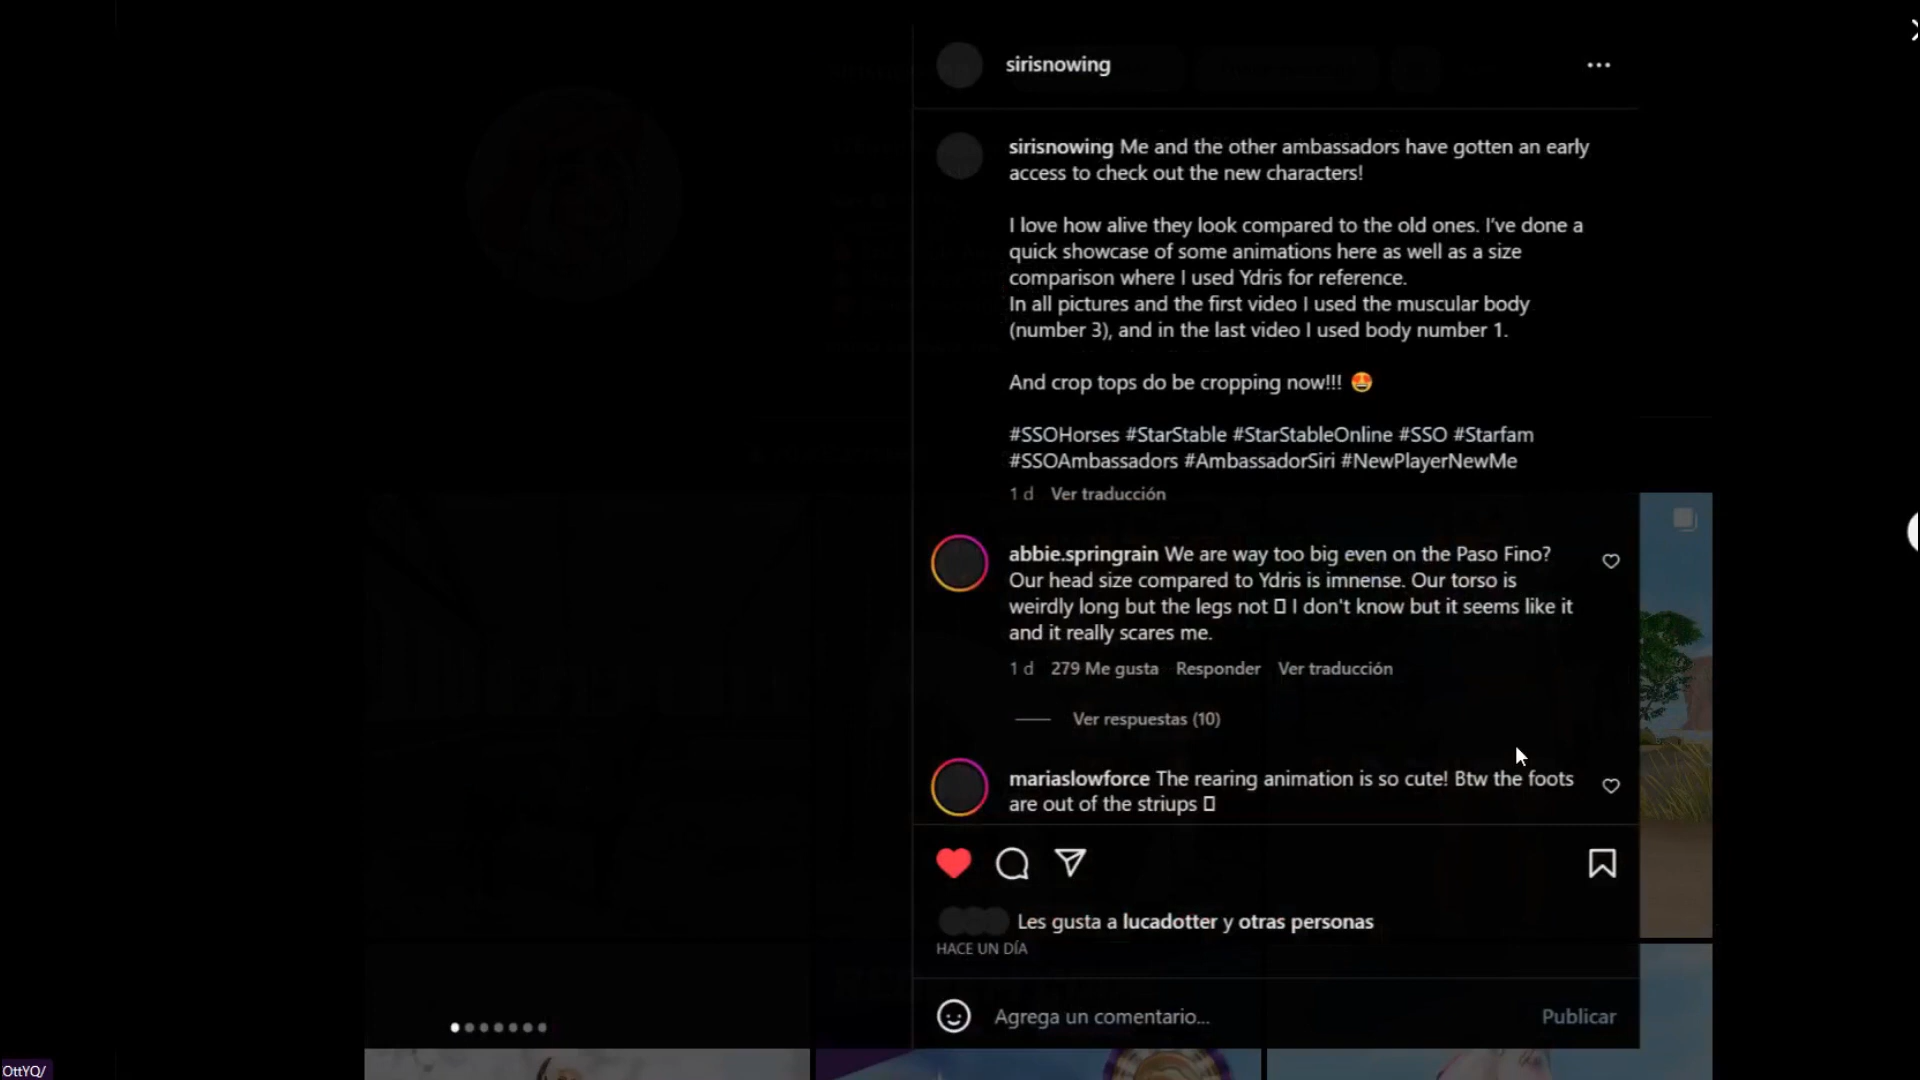 sirisnowing
sirisnowing Me and the other ambassadors have gotten an early
access to check out the new characters!
I love how alive they look compared to the old ones. I've done a
quick showcase of some animations here as well as a size
comparison where I used Ydris for reference.
In all pictures and the first video I used the muscular body
(number 3), and in the last video I used body number 1.
And crop tops do be cropping now!!! 🤩
#SSOHorses #StarStable #StarStableOnline #SSO #Starfam
#SSOAmbassadors #AmbassadorSiri #NewPlayerNewMe
1 d Ver traducción
abbie.springrain We are way too big even on the Paso Fino?
Our head size compared to Ydris is imnense. Our torso is
weirdly long but the legs not I don't know but it seems like it
and it really scares me.
1 d 279 Me gusta Responder Ver traducción
Ver respuestas (10)
mariaslowforce The rearing animation is so cute! Btw the foots
are out of the striups
Les gusta a lucadotter y otras personas
HACE UN DÍA
Agrega un comentario... Publicar
OttYQ/